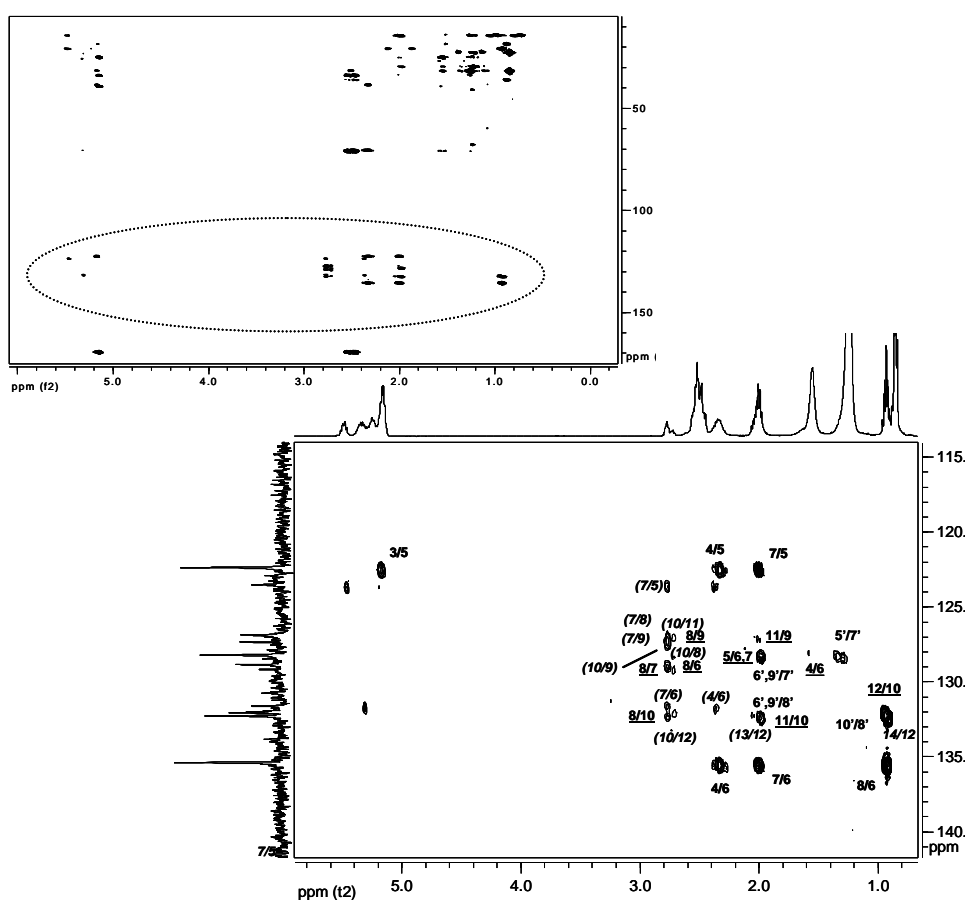 50
100
150
ppm (
ppm (f2)
5.0 4.0 3.0 2.0 1.0 0.0
115.
3/5 4/5 7/5
120.
(7/5)
125.
(7/8) (10/11)
(7/9) 8/9 11/9 5'/7'
(10/9) (10/8)
8/7 8/6 5/6,7 4/6
130.
6',9'/7'
(7/6) (4/6) 6',9'/8' 12/10
8/10 11/10 10'/8'
(10/12) (13/12) 14/12
135.
4/6 7/6 8/6
140.
ppm
7/5
ppm (t2)
5.0 4.0 3.0 2.0 1.0